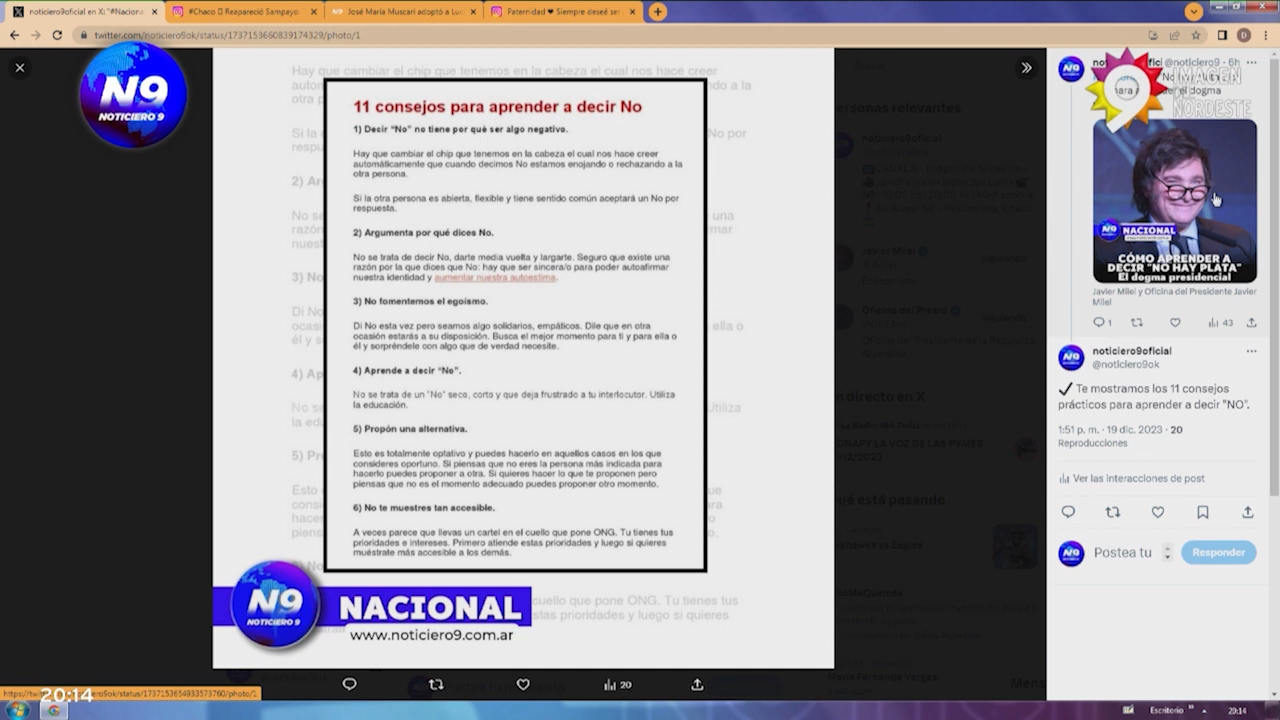 noticiero9oficial en X: "#Naciona
#Chaco Reapareció Sampayo
José María Muscari adoptó a Luc
Paternidad ❤ Siempre deseé se
twitter.com/noticiero9ok/status/1737153660839174329/photo/1
N9
NOTICIERO 9
11 consejos para aprender a decir No
1) Decir "No" no tiene por qué ser algo negativo.
Hay que cambiar el chip que tenemos en la cabeza el cual nos hace creer
automáticamente que cuando decimos No estamos enojando o rechazando a la
otra persona.
Si la otra persona es abierta, flexible y tiene sentido común aceptará un No por
respuesta.
2) Argumenta por qué dices No.
No se trata de decir No, darte media vuelta y largarte. Seguro que existe una
razón por la que dices que No: hay que ser sincera/o para poder autoafirmar
nuestra identidad y aumentar nuestra autoestima.
3) No fomentemos el egoísmo.
Di No esta vez pero seamos algo solidarios, empáticos. Dile que en otra
ocasión estarás a su disposición. Busca el mejor momento para ti y para ella o
él y sorpréndele con algo que de verdad necesite.
4) Aprende a decir "No".
No se trata de un "No" seco, corto y que deja frustrado a tu interlocutor. Utiliza
la educación.
5) Propón una alternativa.
Esto es totalmente optativo y puedes hacerlo en aquellos casos en los que
consideres oportuno. Si piensas que no eres la persona más indicada para
hacerlo puedes proponer a otra. Si quieres hacer lo que te proponen pero
piensas que no es el momento adecuado puedes proponer otro momento.
6) No te muestres tan accesible.
A veces parece que llevas un cartel en el cuello que pone ONG. Tu tienes tus
prioridades e intereses. Primero atiende estas prioridades y luego si quieres
muéstrate más accesible a los demás.
N9
NOTICIERO 9
NACIONAL
www.noticiero9.com.ar
20
@noticiero9 · 6h
IMAGEN
NORDESTE
el dogma
N9 NACIONAL
CÓMO APRENDER A
DECIR "NO HAY PLATA"
El dogma presidencial
Javier Milei y Oficina del Presidente Javier
Milei
1
43
noticiero9oficial
@noticiero9ok
✓ Te mostramos los 11 consejos
prácticos para aprender a decir "NO".
1:51 p. m. · 19 dic. 2023 · 20
Reproducciones
Ver las interacciones de post
Postea tu
Responder
20:14
Escritorio
20:14